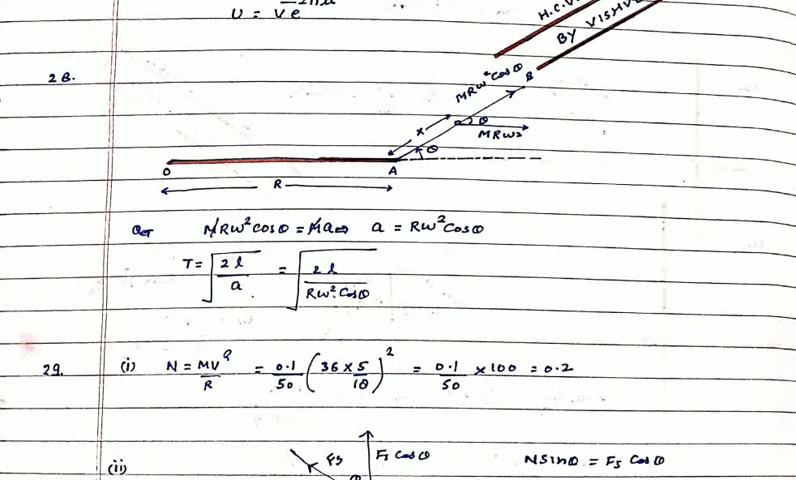 U = Ve
H.C.V
BY VISHV
28.
MRω²cosθ
B
x
θ
MRω²
θ
O
A
R
MRω²cosθ = Ma ⇒ a = Rω²cosθ
T = √(2l/a) = √(2l/Rω²cosθ)
29. (i) N = MV²/R = 0.1/50 (36 × 5/18)² = 0.1/50 × 100 = 0.2
(ii) Fs Fs cosθ N sinθ = Fs cosθ
θ